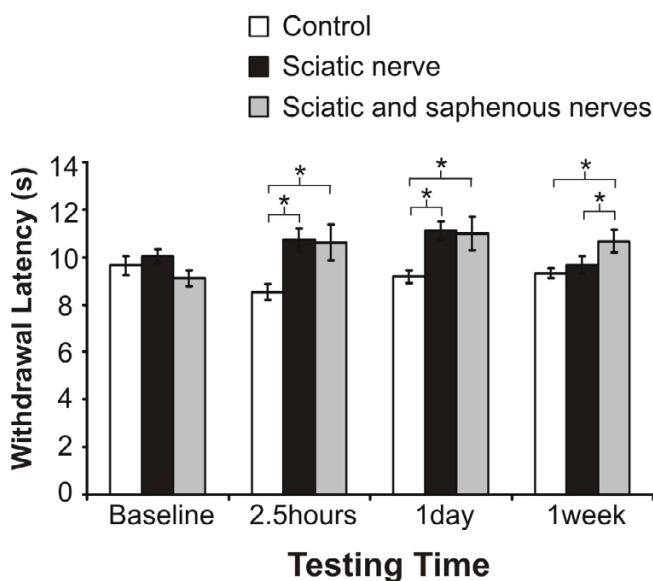 Control
Sciatic nerve
Sciatic and saphenous nerves
Withdrawal Latency (s)
14
12
10
8
6
4
2
0
* * * * * *
Baseline 2.5hours 1day 1week
Testing Time